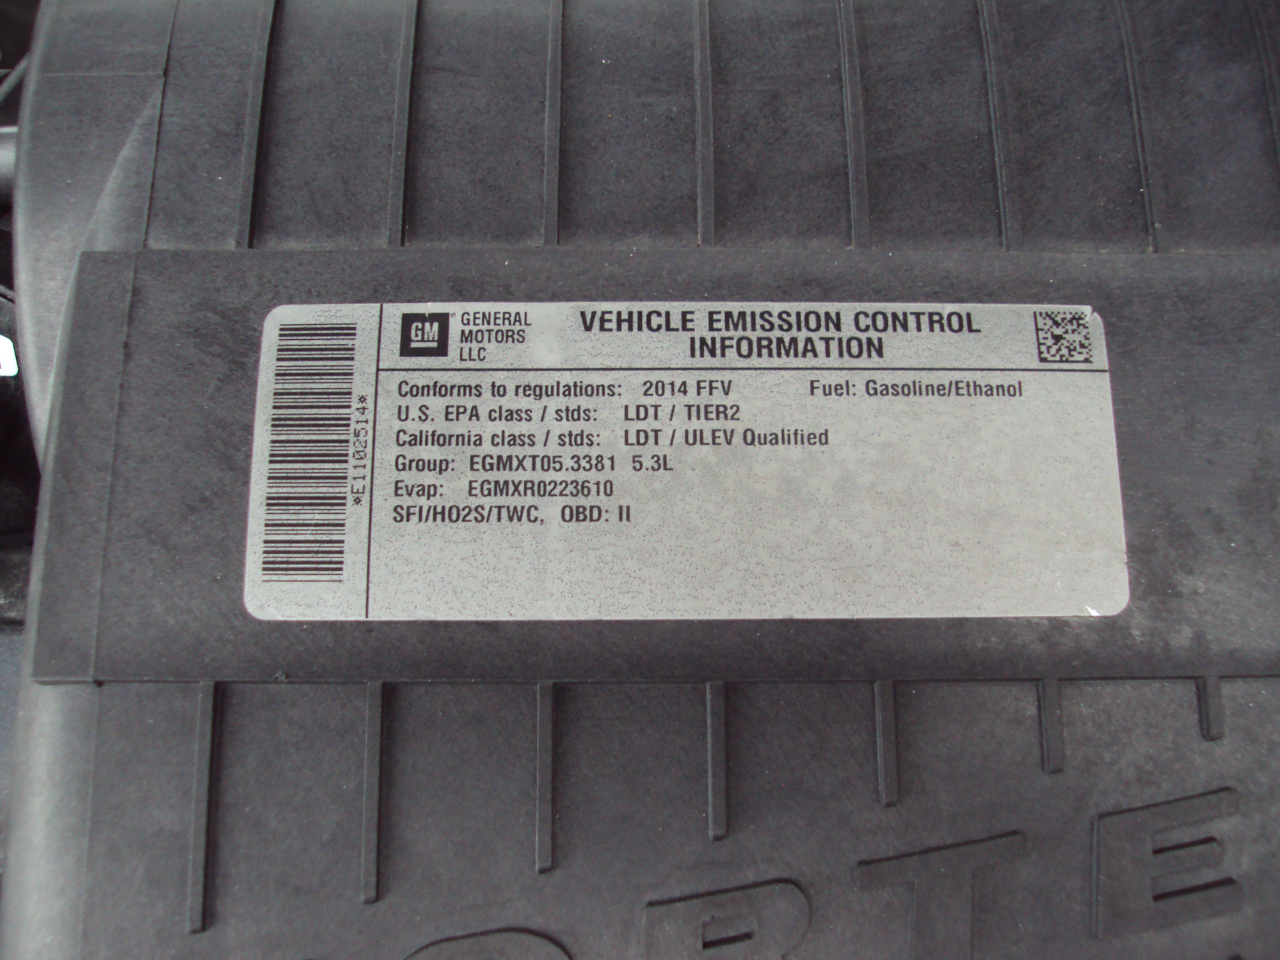 GM GENERAL
MOTORS
LLC
VEHICLE EMISSION CONTROL
INFORMATION
*E1102514*
Conforms to regulations: 2014 FFV Fuel: Gasoline/Ethanol
U.S. EPA class / stds: LDT / TIER2
California class / stds: LDT / ULEV Qualified
Group: EGMXT05.3381 5.3L
Evap: EGMXR0223610
SFI/HO2S/TWC, OBD: II
ORTE